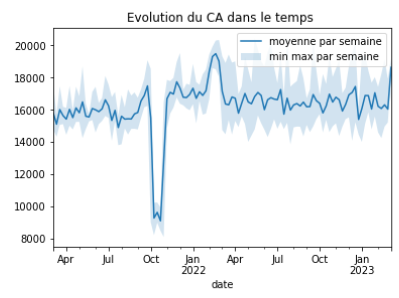 Evolution du CA dans le temps
20000
18000
16000
14000
12000
10000
8000
moyenne par semaine
min max par semaine
Apr Jul Oct Jan Apr Jul Oct Jan
2022 2023
date